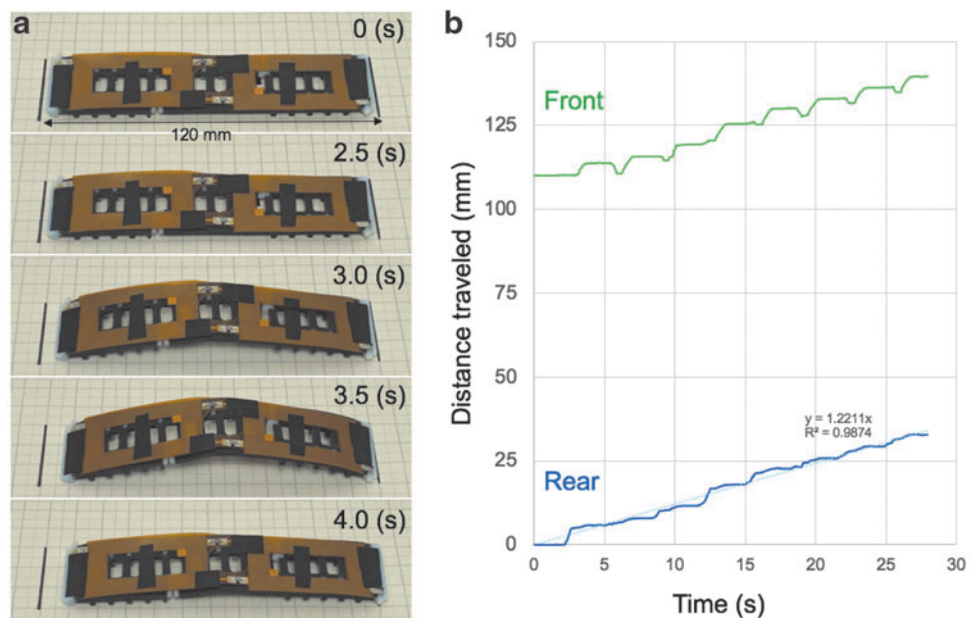 a
0 (s)
120 mm
2.5 (s)
3.0 (s)
3.5 (s)
4.0 (s)
b
150
125
100
75
50
25
0
Distance traveled (mm)
Front
Rear
y = 1.2211x
R² = 0.9874
0 5 10 15 20 25 30
Time (s)